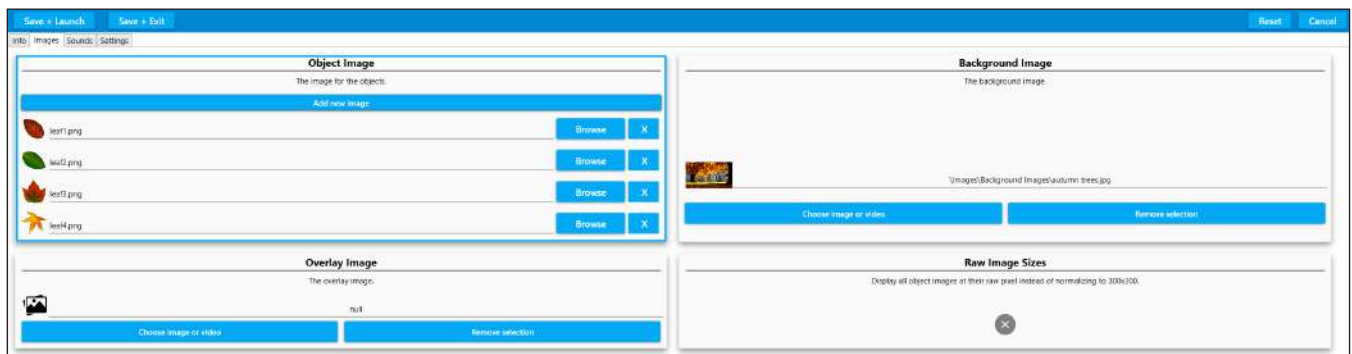 Save + Launch Save + Exit Reset Cancel
Info Images Sounds Settings
Object Image
The image for the objects.
Add new image
leaf1.png Browse X
leaf2.png Browse X
leaf3.png Browse X
leaf4.png Browse X
Background Image
The background image.
\Images\Background Images\autumn trees.jpg
Choose image or video Remove selection
Overlay Image
The overlay image.
null
Choose image or video Remove selection
Raw Image Sizes
Display all object images at their raw pixel instead of normalizing to 300x300.